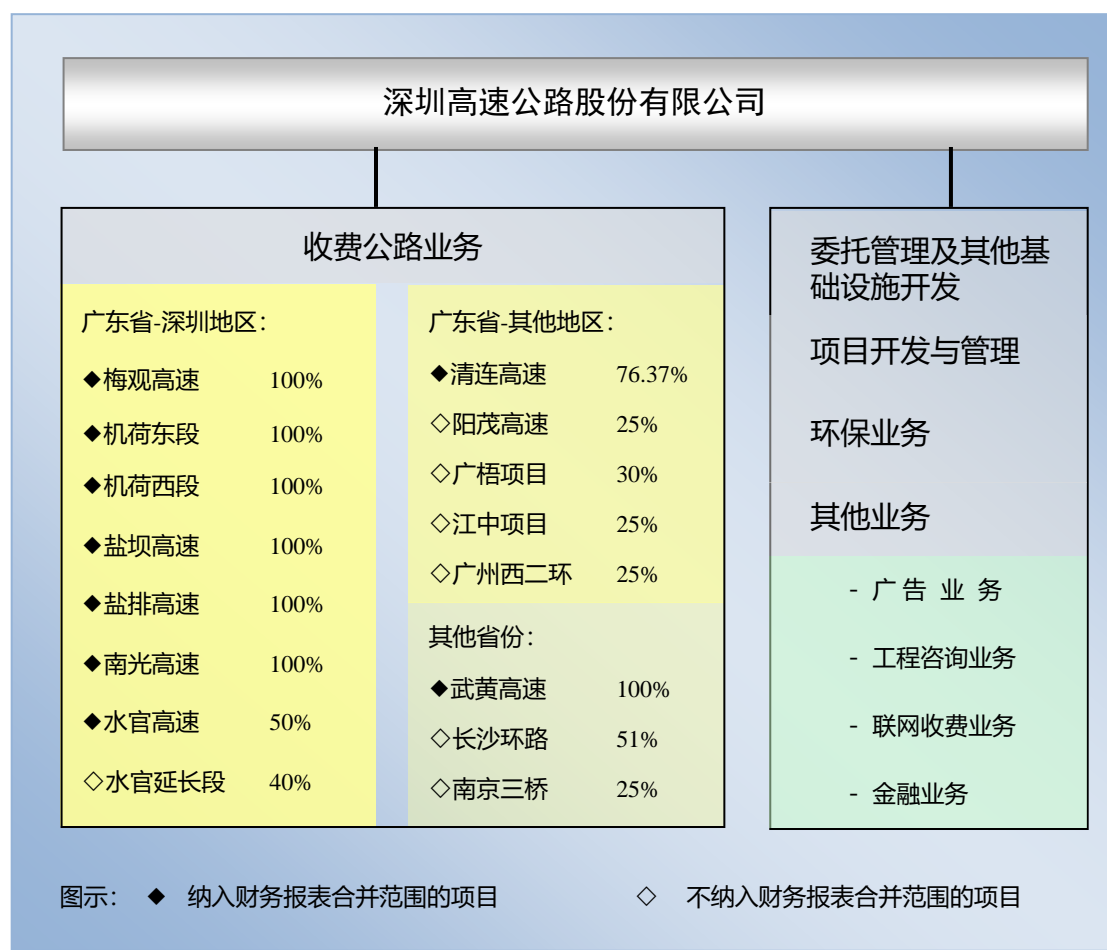 深圳高速公路股份有限公司
收费公路业务
广东省-深圳地区：
◆梅观高速 100%
◆机荷东段 100%
◆机荷西段 100%
◆盐坝高速 100%
◆盐排高速 100%
◆南光高速 100%
◆水官高速 50%
◇水官延长段 40%
广东省-其他地区：
◆清连高速 76.37%
◇阳茂高速 25%
◇广梧项目 30%
◇江中项目 25%
◇广州西二环 25%
其他省份：
◆武黄高速 100%
◇长沙环路 51%
◇南京三桥 25%
委托管理及其他基
础设施开发
项目开发与管理
环保业务
其他业务
- 广告业务
- 工程咨询业务
- 联网收费业务
- 金融业务
图示： ◆ 纳入财务报表合并范围的项目 ◇ 不纳入财务报表合并范围的项目